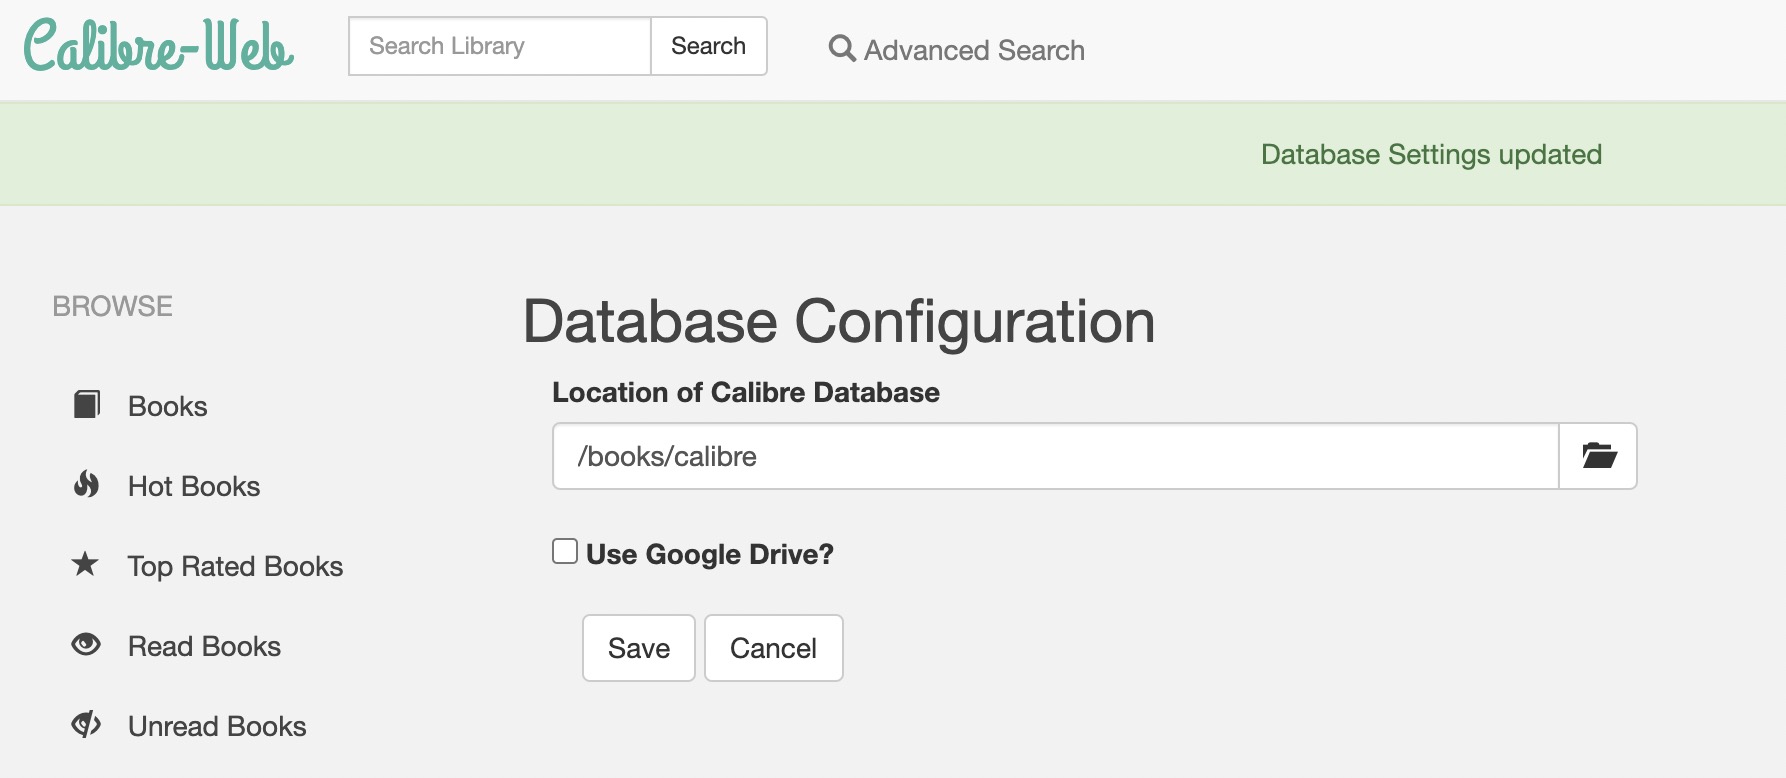 Calibre-Web
Search Library
Search
Advanced Search
Database Settings updated
BROWSE
Books
Hot Books
Top Rated Books
Read Books
Unread Books
Database Configuration
Location of Calibre Database
/books/calibre
Use Google Drive?
Save
Cancel